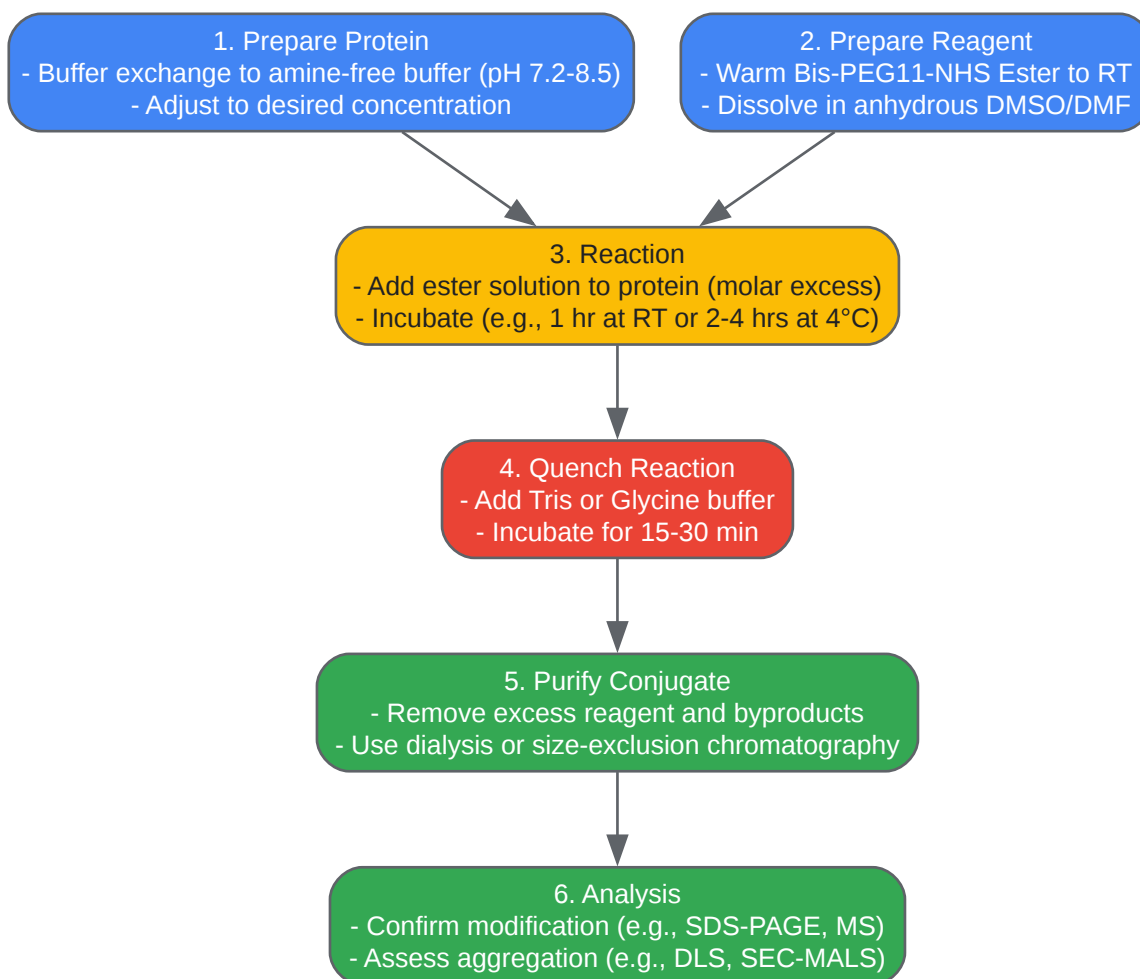 1. Prepare Protein
- Buffer exchange to amine-free buffer (pH 7.2-8.5)
- Adjust to desired concentration
2. Prepare Reagent
- Warm Bis-PEG11-NHS Ester to RT
- Dissolve in anhydrous DMSO/DMF
3. Reaction
- Add ester solution to protein (molar excess)
- Incubate (e.g., 1 hr at RT or 2-4 hrs at 4°C)
4. Quench Reaction
- Add Tris or Glycine buffer
- Incubate for 15-30 min
5. Purify Conjugate
- Remove excess reagent and byproducts
- Use dialysis or size-exclusion chromatography
6. Analysis
- Confirm modification (e.g., SDS-PAGE, MS)
- Assess aggregation (e.g., DLS, SEC-MALS)